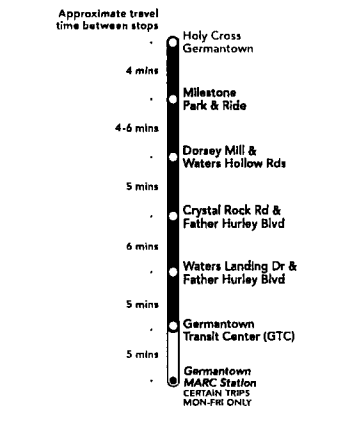 Approximate travel
time between stops
Holy Cross
Germantown
4 mins
Milestone
Park & Ride
4-6 mins
Dorsey Mill &
Waters Hollow Rds
5 mins
Crystal Rock Rd &
Father Hurley Blvd
6 mins
Waters Landing Dr &
Father Hurley Blvd
5 mins
Germantown
Transit Center (GTC)
5 mins
Germantown
MARC Station
CERTAIN TRIPS
MON-FRI ONLY